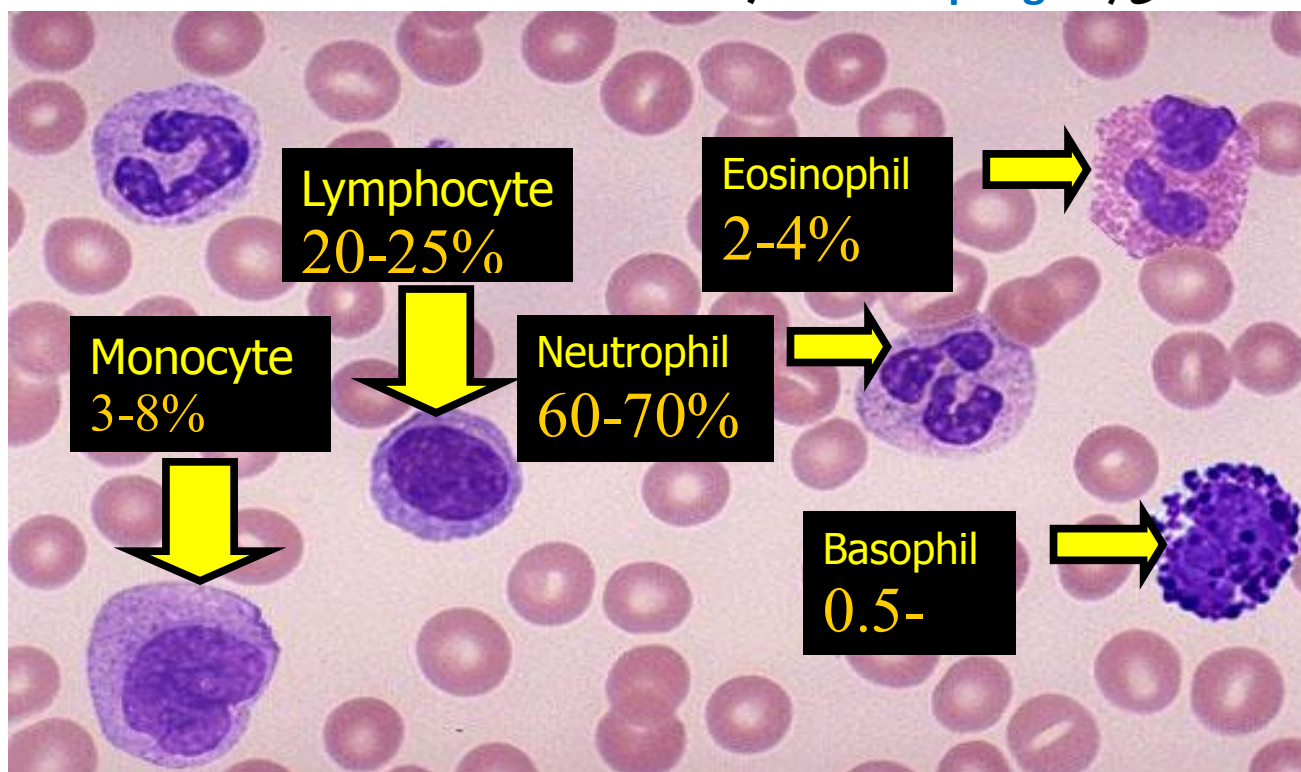 Lymphocyte
20-25%
Eosinophil
2-4%
Monocyte
3-8%
Neutrophil
60-70%
Basophil
0.5-